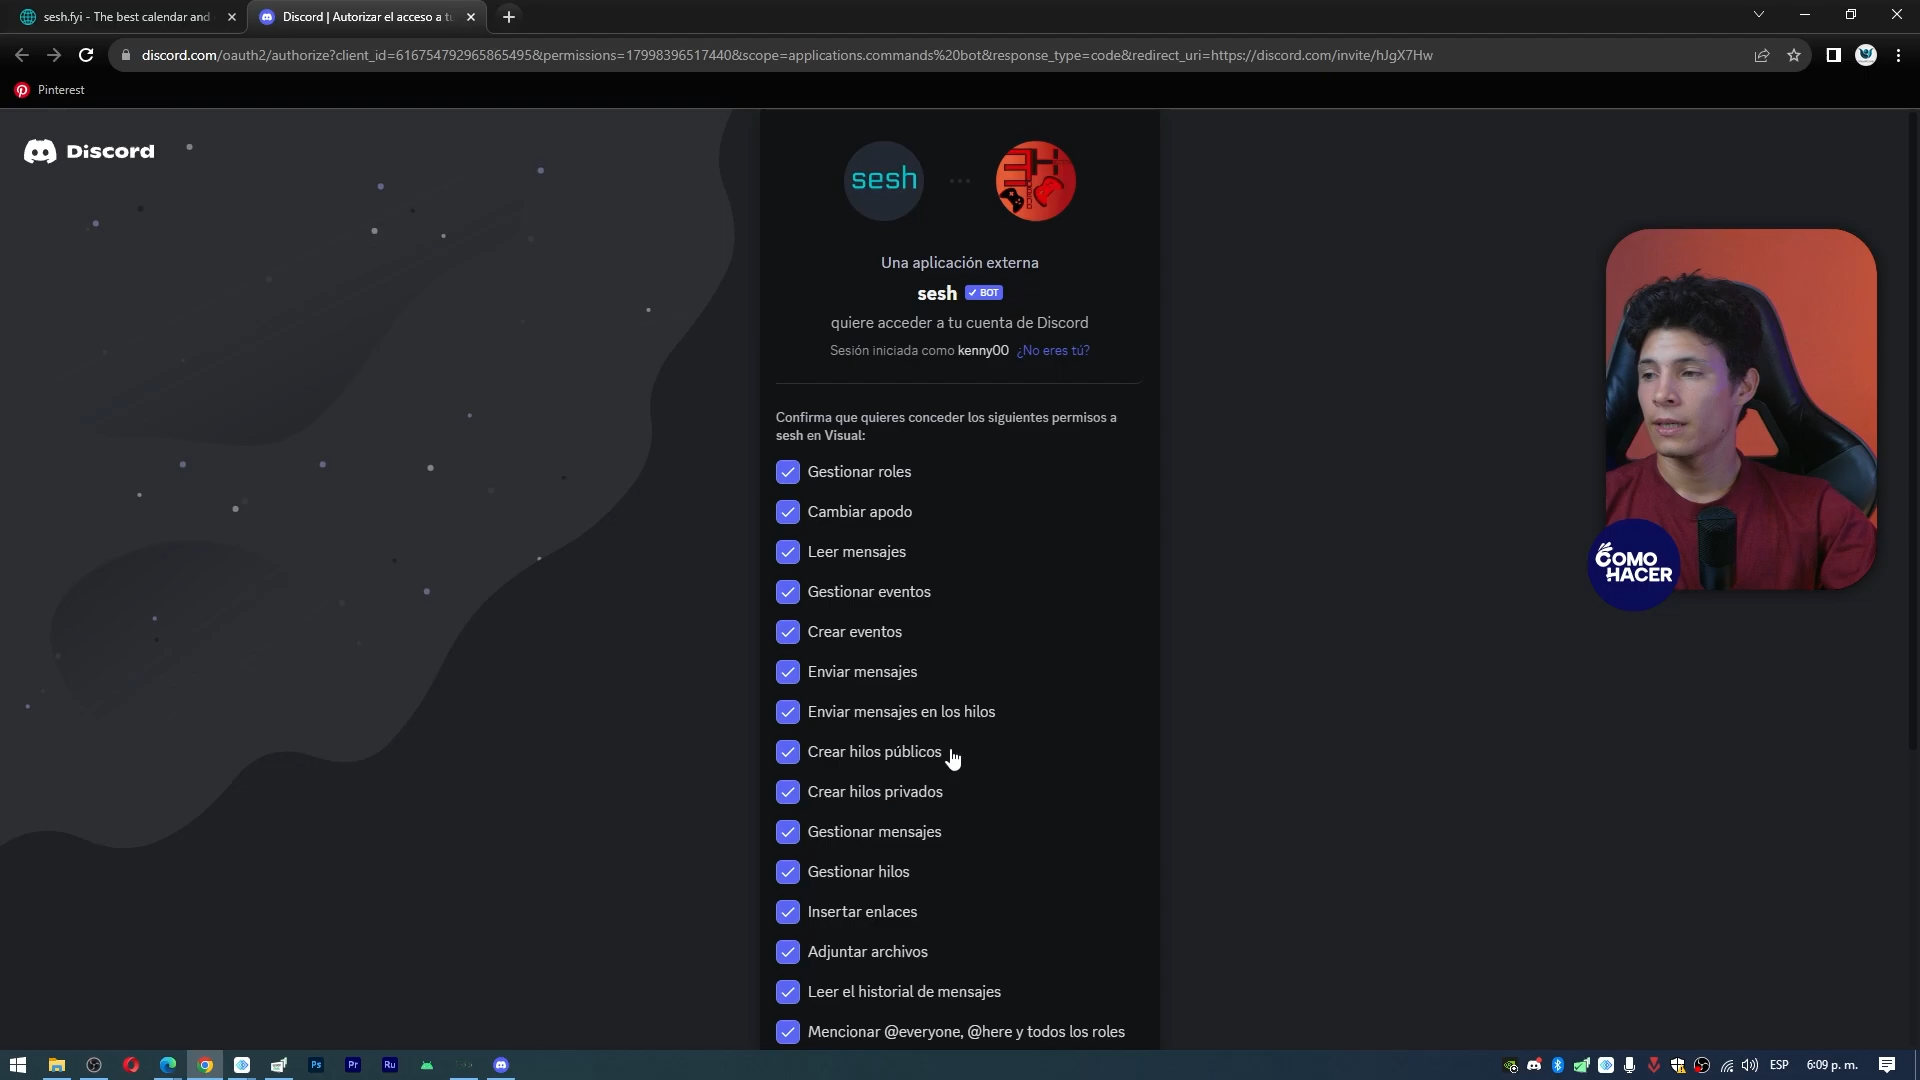 sesh.fyi - The best calendar and
Discord | Autorizar el acceso a tu
discord.com/oauth2/authorize?client_id=616754792965865495&permissions=17998396517440&scope=applications.commands%20bot&response_type=code&redirect_uri=https://discord.com/invite/hJgX7Hw
Pinterest
Discord
sesh
Una aplicación externa
sesh BOT
quiere acceder a tu cuenta de Discord
Sesión iniciada como kenny00 ¿No eres tú?
Confirma que quieres conceder los siguientes permisos a
sesh en Visual:
Gestionar roles
Cambiar apodo
Leer mensajes
Gestionar eventos
Crear eventos
Enviar mensajes
Enviar mensajes en los hilos
Crear hilos públicos
Crear hilos privados
Gestionar mensajes
Gestionar hilos
Insertar enlaces
Adjuntar archivos
Leer el historial de mensajes
Mencionar @everyone, @here y todos los roles
COMO
HACER
Ps
Pr
Ru
ESP
6:09 p. m.